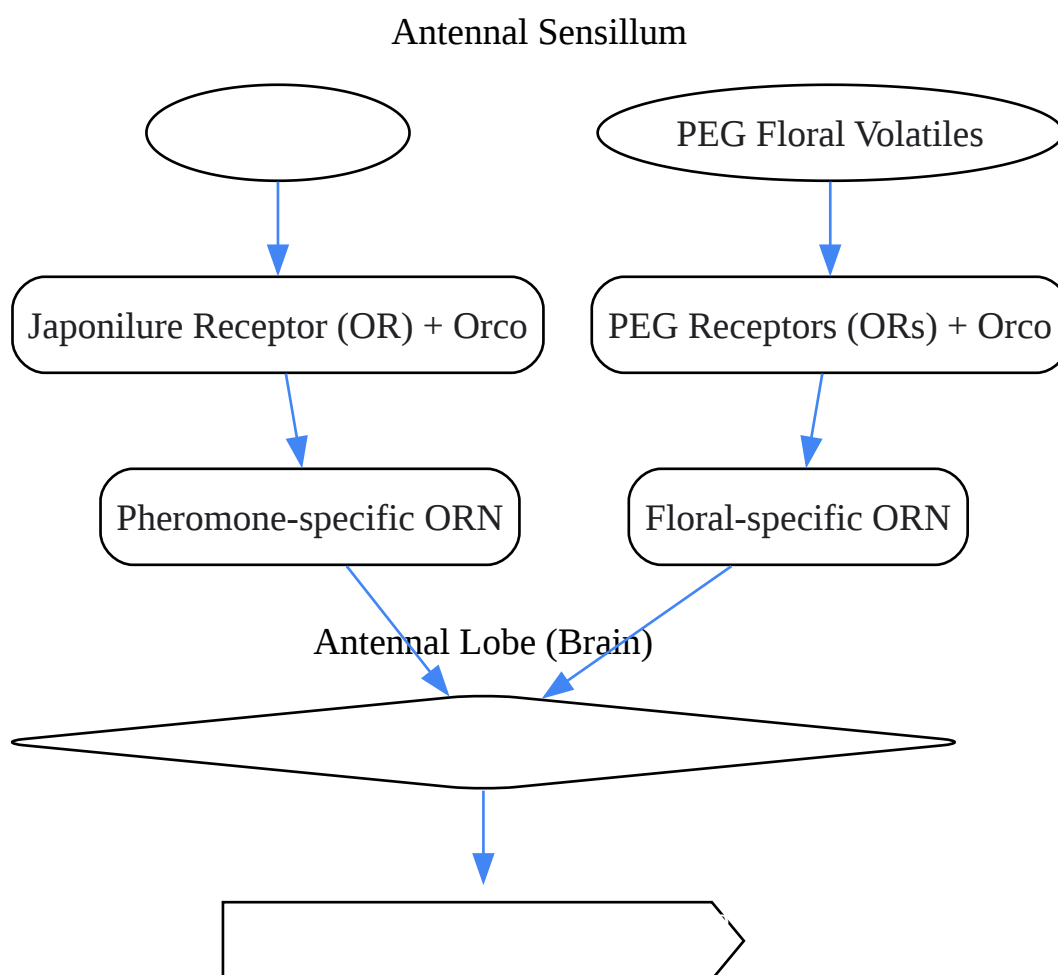 Antennal Sensillum
PEG Floral Volatiles
Japonilure Receptor (OR) + Orco
PEG Receptors (ORs) + Orco
Pheromone-specific ORN
Floral-specific ORN
Antennal Lobe (Brain)